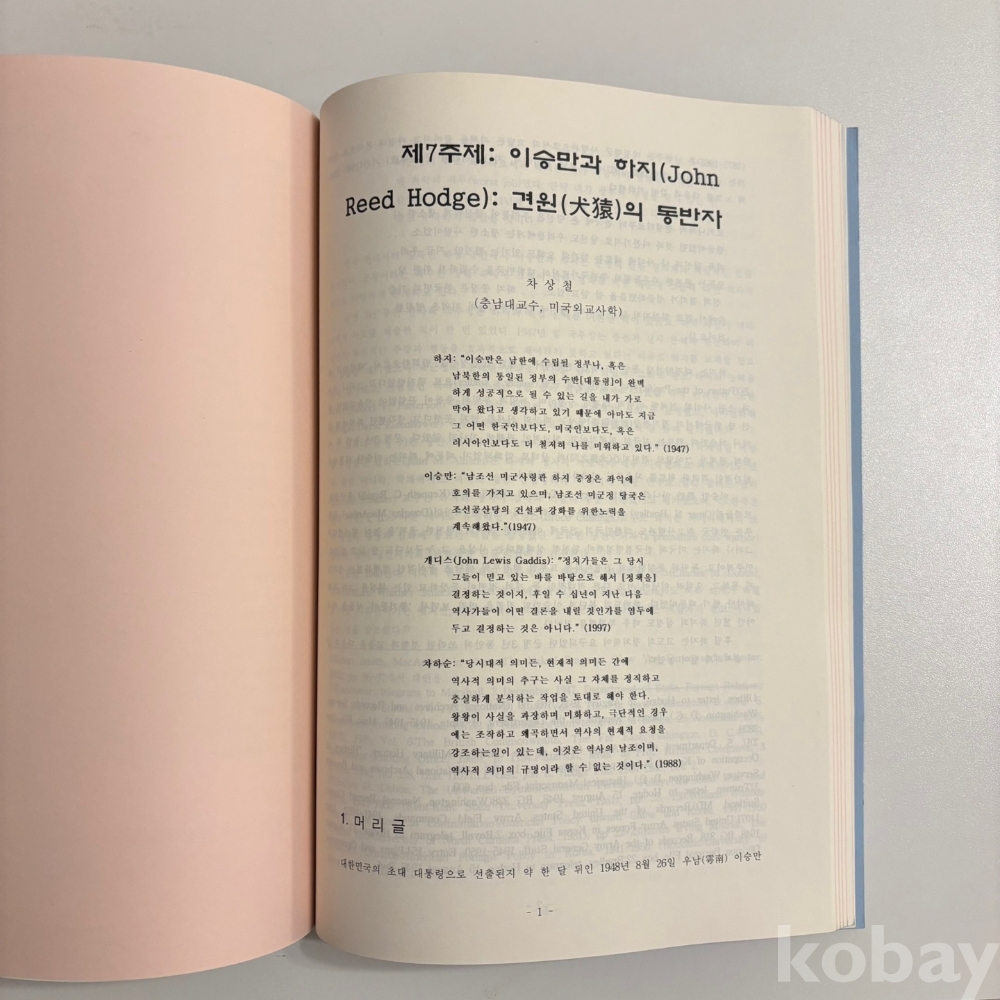 제7주제: 이승만과 하지(John
Reed Hodge): 견원(犬猿)의 동반자
차 상 철
(충남대교수, 미국외교사학)
하지: "이승만은 남한에 수립될 정부나, 혹은
남북한의 통일된 정부의 수반[대통령]이 완벽
하게 성공적으로 될 수 있는 길을 내가 가로
막아 왔다고 생각하고 있기 때문에 아마도 지금
그 어떤 한국인보다도, 미국인보다도, 혹은
러시아인보다도 더 철저히 나를 미워하고 있다." (1947)
이승만: "남조선 미군사령관 하지 중장은 좌익에
호의를 가지고 있으며, 남조선 미군정 당국은
조선공산당의 건설과 강화를 위한노력을
계속해왔다."(1947)
개디스(John Lewis Gaddis): "정치가들은 그 당시
그들이 믿고 있는 바를 바탕으로 해서 [정책을]
결정하는 것이지, 후일 수 십년이 지난 다음
역사가들이 어떤 결론을 내릴 것인가를 염두에
두고 결정하는 것은 아니다." (1997)
차하순: "당시대적 의미든, 현재적 의미든 간에
역사적 의미의 추구는 사실 그 자체를 정직하고
충실하게 분석하는 작업을 토대로 해야 한다.
왕왕이 사실을 과장하며 미화하고, 극단적인 경우
에는 조작하고 왜곡하면서 역사의 현재적 요청을
강조하는일이 있는데, 이것은 역사의 날조이며,
역사적 의미의 규명이라 할 수 없는 것이다." (1988)
1. 머 리 글
대한민국의 초대 대통령으로 선출된지 약 한 달 뒤인 1948년 8월 26일 우남(雩南) 이승만
- 1 -
kobay